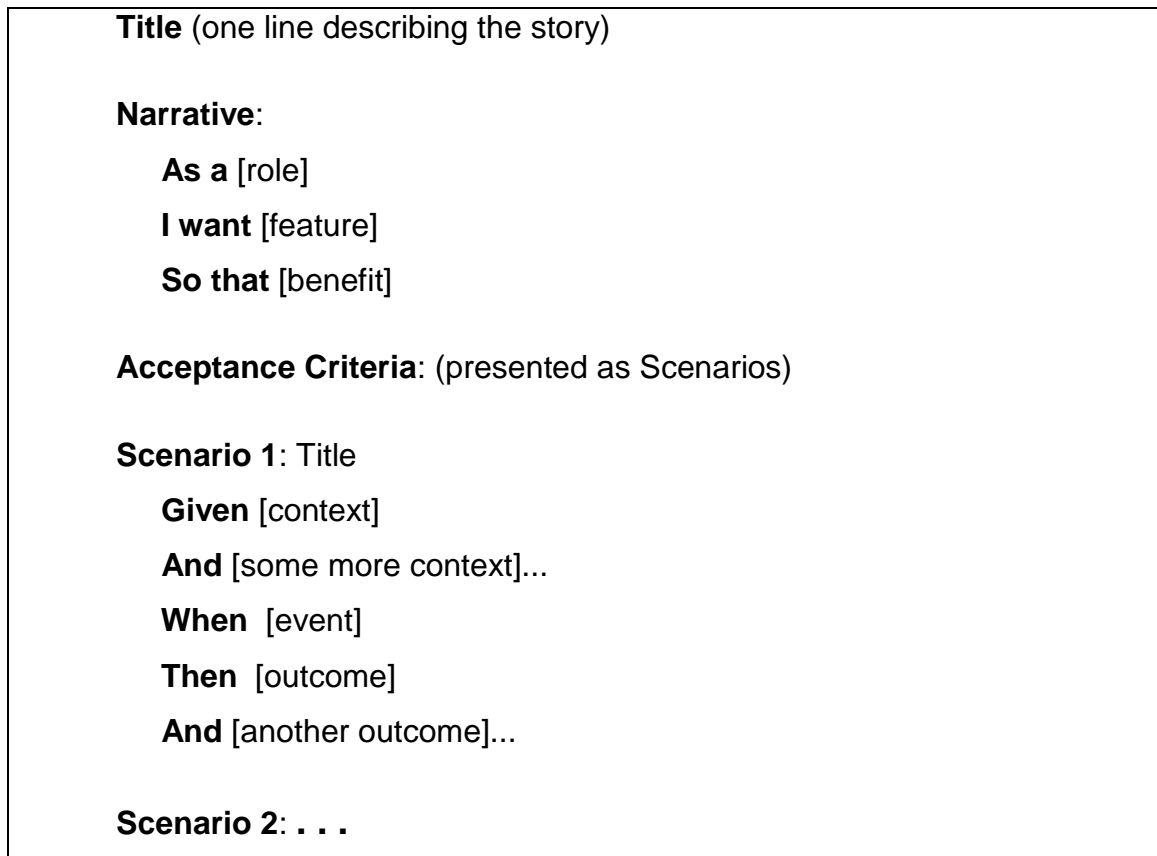 Title (one line describing the story)
Narrative:
As a [role]
I want [feature]
So that [benefit]
Acceptance Criteria: (presented as Scenarios)
Scenario 1: Title
Given [context]
And [some more context]...
When [event]
Then [outcome]
And [another outcome]...
Scenario 2: . . .